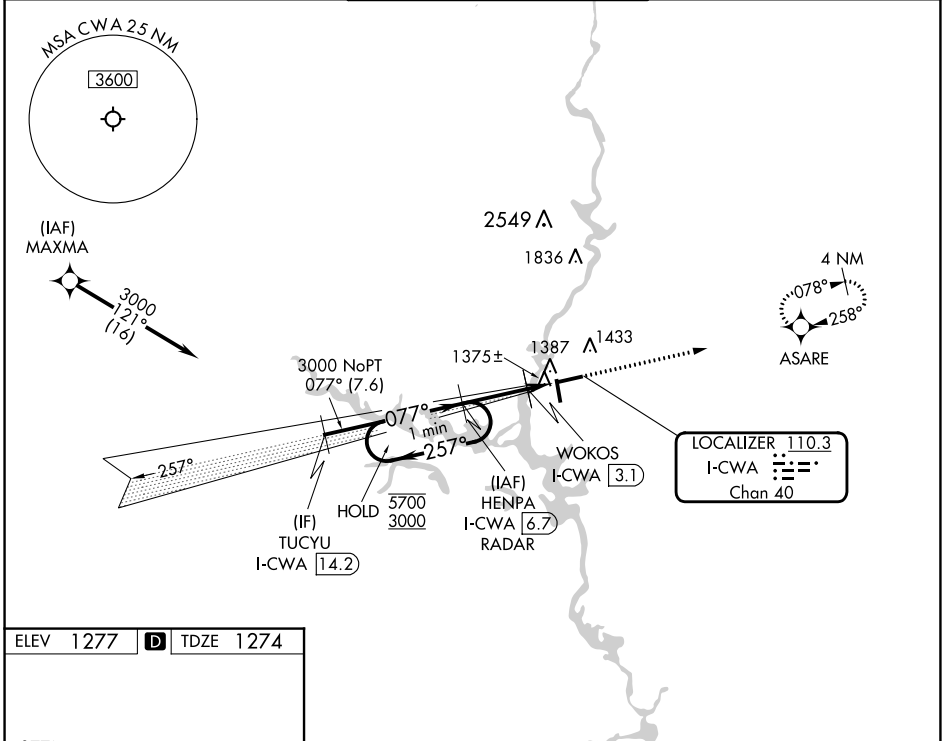 MSA CWA 25 NM
3600
(IAF)
MAXMA
3000
121°
(16)
2549
1836
4 NM
078°
258°
ASARE
1375±
1387
1433
3000 NoPT
077° (7.6)
077°
1 min
257°
257°
HOLD
5700
3000
(IF)
TUCYU
I-CWA 14.2
(IAF)
HENPA
I-CWA 6.7
RADAR
WOKOS
I-CWA 3.1
LOCALIZER 110.3
I-CWA
Chan 40
ELEV 1277 D TDZE 1274